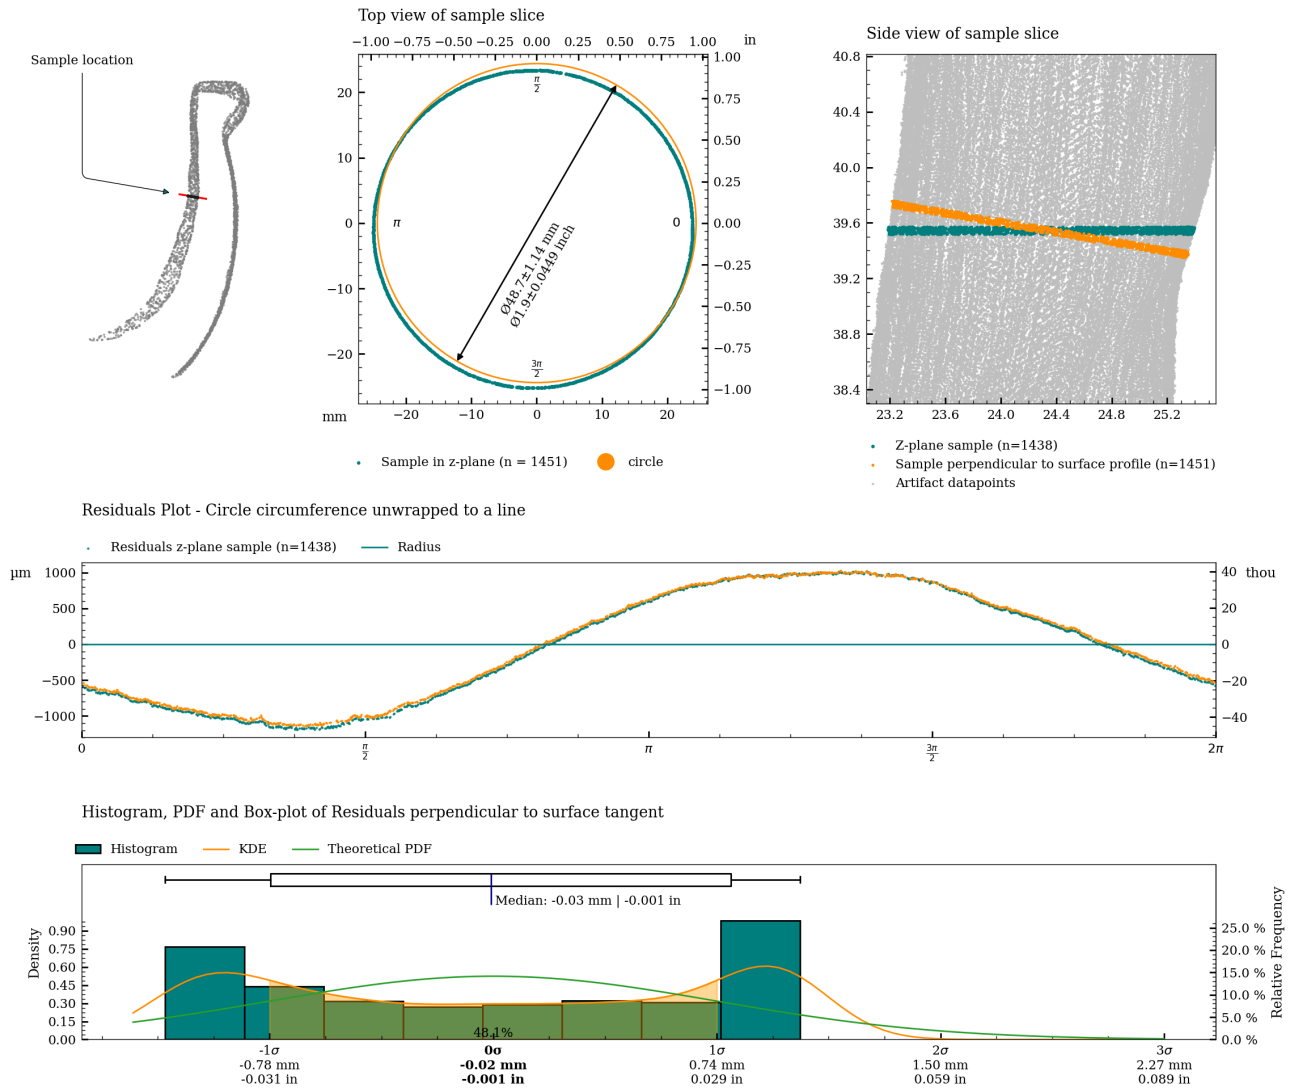 Top view of sample slice
Side view of sample slice
Sample location
−1.00 −0.75 −0.50 −0.25 0.00 0.25 0.50 0.75 1.00 in
20
10
0
−10
−20
1.00
0.75
0.50
0.25
0.00
−0.25
−0.50
−0.75
−1.00
π/2
π
0
3π/2
Ø48.7±1.14 mm
Ø1.9±0.0449 inch
mm
−20 −10 0 10 20
40.8
40.4
40.0
39.6
39.2
38.8
38.4
23.2 23.6 24.0 24.4 24.8 25.2
Sample in z-plane (n = 1451) circle
Z-plane sample (n=1438)
Sample perpendicular to surface profile (n=1451)
Artifact datapoints
Residuals Plot - Circle circumference unwrapped to a line
Residuals z-plane sample (n=1438) Radius
µm
1000
500
0
−500
−1000
thou
40
20
0
−20
−40
0 π/2 π 3π/2 2π
Histogram, PDF and Box-plot of Residuals perpendicular to surface tangent
Histogram KDE Theoretical PDF
Median: -0.03 mm | -0.001 in
Density
0.90
0.75
0.60
0.45
0.30
0.15
0.00
Relative Frequency
25.0 %
20.0 %
15.0 %
10.0 %
5.0 %
0.0 %
48.1%
-1σ 0σ 1σ 2σ 3σ
-0.78 mm -0.02 mm 0.74 mm 1.50 mm 2.27 mm
-0.031 in -0.001 in 0.029 in 0.059 in 0.089 in